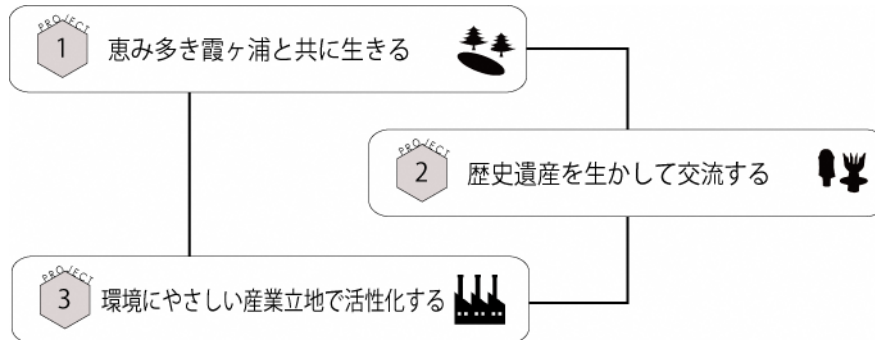 PROJECT
1 恵み多き霞ヶ浦と共に生きる
PROJECT
2 歴史遺産を生かして交流する
PROJECT
3 環境にやさしい産業立地で活性化する